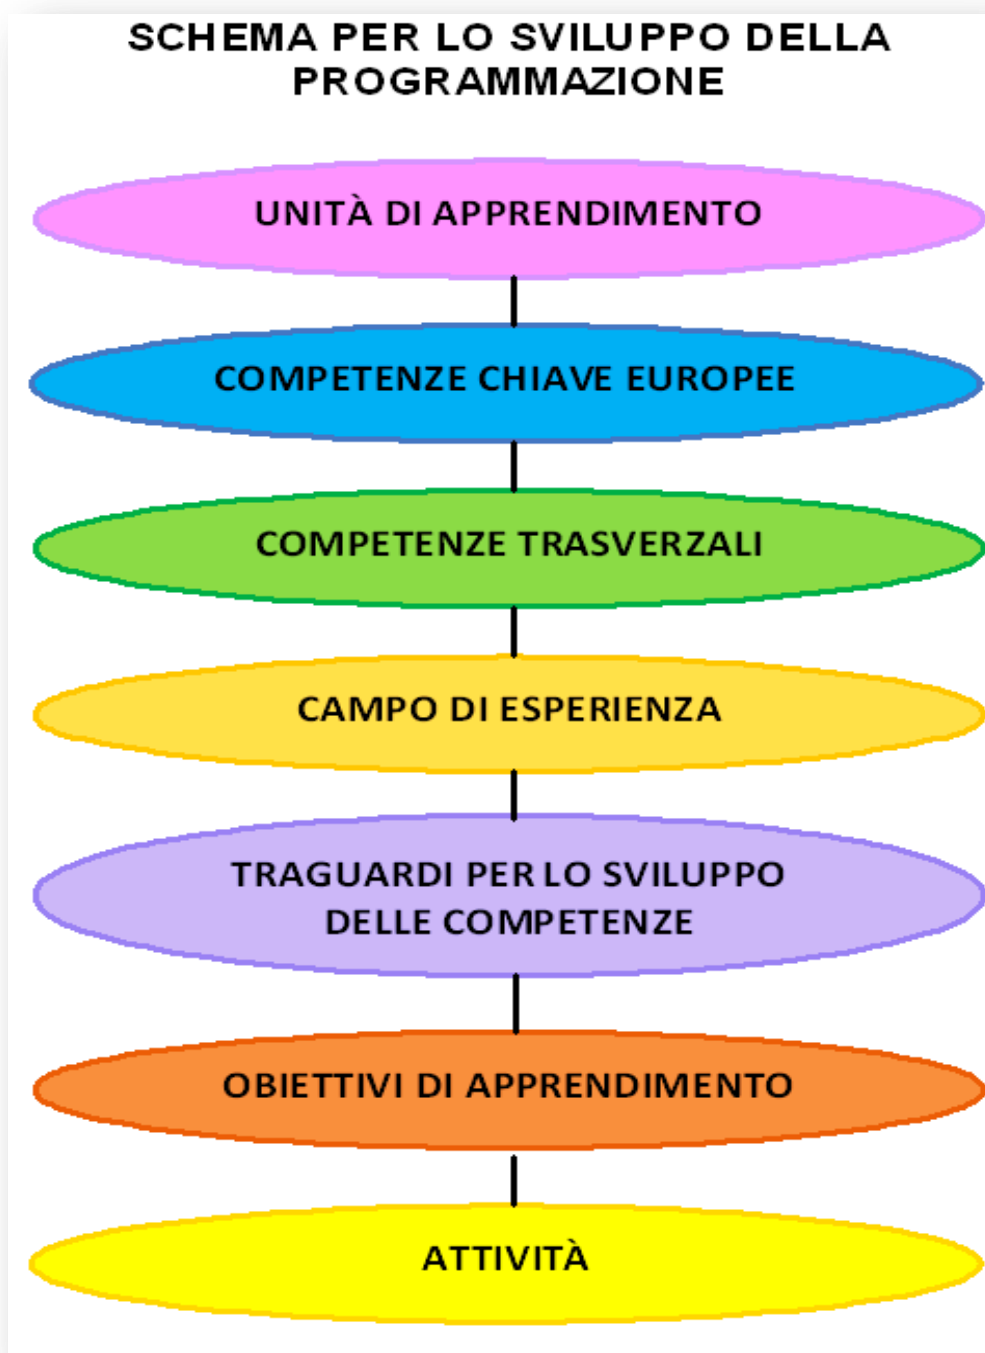 SCHEMA PER LO SVILUPPO DELLA
PROGRAMMAZIONE
UNITÀ DI APPRENDIMENTO
COMPETENZE CHIAVE EUROPEE
COMPETENZE TRASVERZALI
CAMPO DI ESPERIENZA
TRAGUARDI PER LO SVILUPPO
DELLE COMPETENZE
OBIETTIVI DI APPRENDIMENTO
ATTIVITÀ